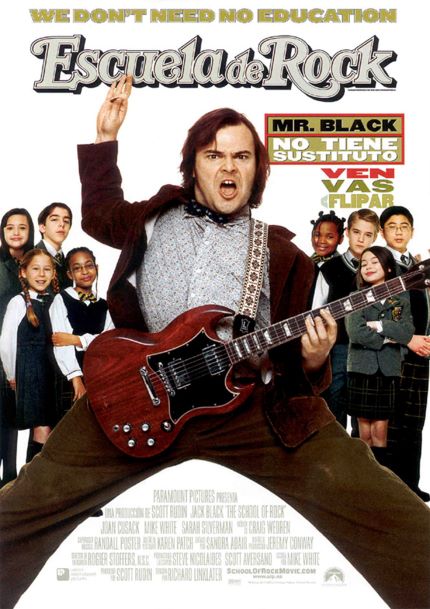 WE DON'T NEED NO EDUCATION
Escuela de Rock
MR. BLACK
NO TIENE
SUSTITUTO
VEN
VAS
FLIPAR
PARAMOUNT PICTURES PRESENTA
UNA PRODUCCIÓN DE SCOTT RUDIN JACK BLACK "THE SCHOOL OF ROCK"
JOAN CUSACK MIKE WHITE SARAH SILVERMAN CRAIG WEDREN
RANDALL POSTER KAREN PATCH SANDRA ADAIR JEREMY CONWAY
ROGIER STOFFERS, N.S.C. STEVE NICOLAIDES SCOTT AVERSANO MIKE WHITE
SCOTT RUDIN RICHARD LINKLATER
SCHOOLOFROCKMOVIE.COM